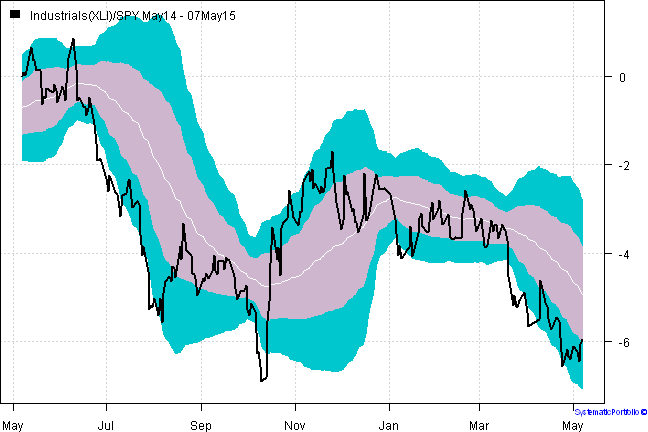 Industrials(XLI)/SPY May14 - 07May15
0
-2
-4
-6
SystematicPortfolio ©
May Jul Sep Nov Jan Mar May